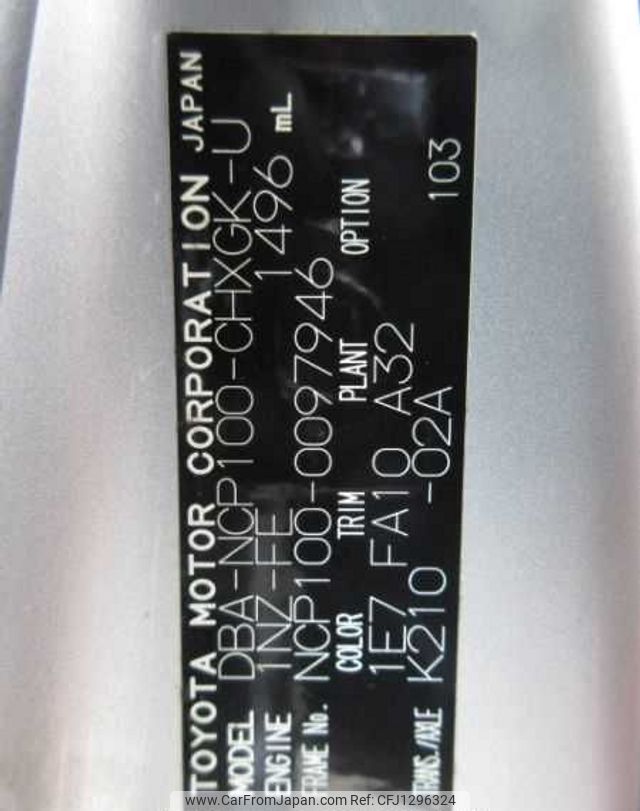 TOYOTA MOTOR CORPORATION JAPAN
MODEL DBA-NCP100-CHXGK-U
ENGINE 1NZ-FE 1496 mL
FRAME No. NCP100-0097946
COLOR TRIM PLANT OPTION
1E7 FA10 A32
TRANS./AXLE K210 -02A 103
www.CarFromJapan.com - CFJ1296324